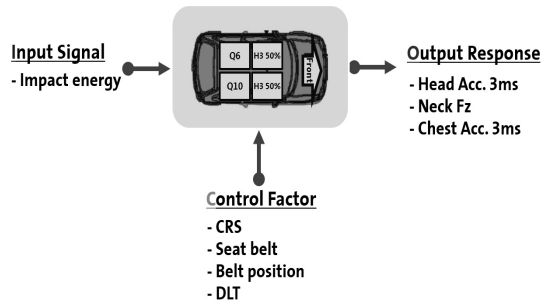 Input Signal
- Impact energy
Q6 H3 50%
Q10 H3 50%
Front
Output Response
- Head Acc. 3ms
- Neck Fz
- Chest Acc. 3ms
Control Factor
- CRS
- Seat belt
- Belt position
- DLT